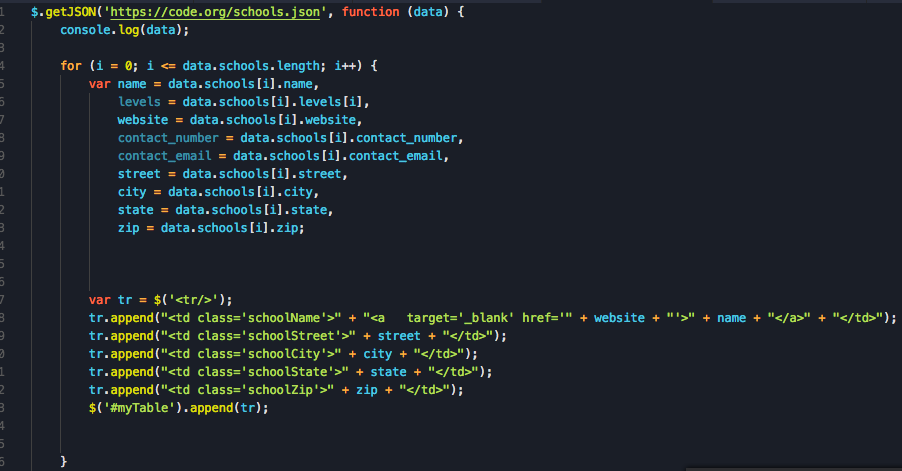 1 $.getJSON('https://code.org/schools.json', function (data) {
2 console.log(data);
3
4 for (i = 0; i <= data.schools.length; i++) {
5 var name = data.schools[i].name,
6 levels = data.schools[i].levels[i],
7 website = data.schools[i].website,
8 contact_number = data.schools[i].contact_number,
9 contact_email = data.schools[i].contact_email,
0 street = data.schools[i].street,
1 city = data.schools[i].city,
2 state = data.schools[i].state,
3 zip = data.schools[i].zip;
4
5
6
7 var tr = $('<tr/>');
8 tr.append("<td class='schoolName'>" + "<a   target='_blank' href='" + website + "'>" + name + "</a>" + "</td>");
9 tr.append("<td class='schoolStreet'>" + street + "</td>");
0 tr.append("<td class='schoolCity'>" + city + "</td>");
1 tr.append("<td class='schoolState'>" + state + "</td>");
2 tr.append("<td class='schoolZip'>" + zip + "</td>");
3 $('#myTable').append(tr);
4
5
6 }